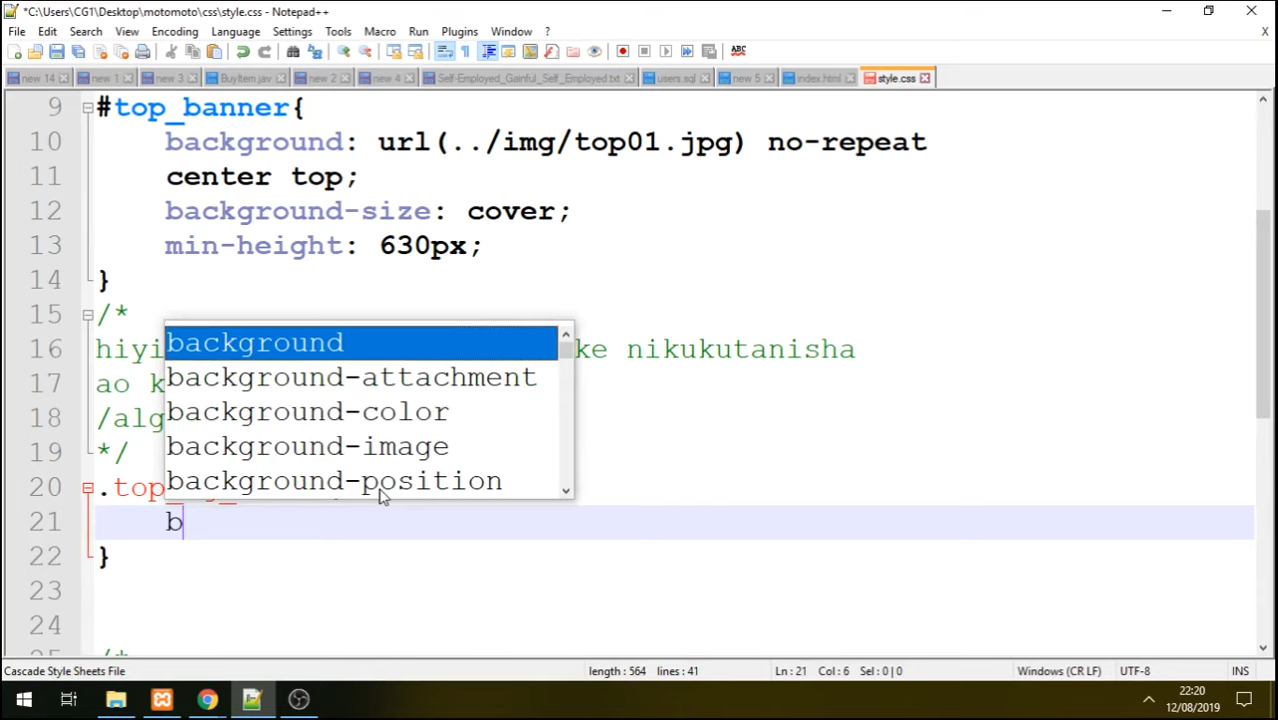 *C:\Users\CG1\Desktop\motomoto\css\style.css - Notepad++
File Edit Search View Encoding Language Settings Tools Macro Run Plugins Window ? X
new 14 new 1 new 3 BuyItem.jav new 2 new 4 Self-Employed_Gainful_Self_Employed.txt users.sql new 5 index.html style.css
9 #top_banner{
10 background: url(../img/top01.jpg) no-repeat
11 center top;
12 background-size: cover;
13 min-height: 630px;
14 }
15 /*
16 hiyi ke nikukutanisha
17 ao k
18 /alg
19 */
20 .top
21 b
22 }
23
24
25 /*
background
background-attachment
background-color
background-image
background-position
Cascade Style Sheets File length : 564 lines : 41 Ln : 21 Col : 6 Sel : 0 | 0 Windows (CR LF) UTF-8 INS
22:20
12/08/2019